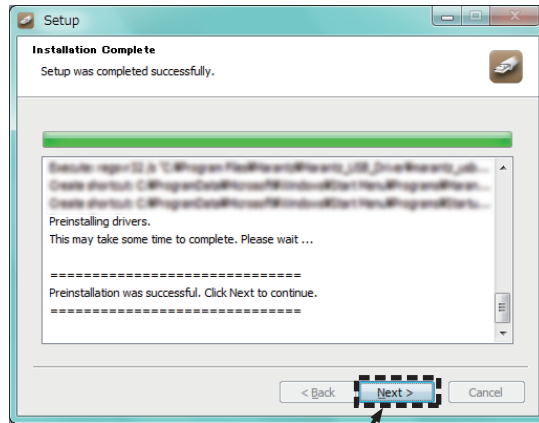 Setup
Installation Complete
Setup was completed successfully.
Preinstalling drivers.
This may take some time to complete. Please wait ...
==============================
Preinstallation was successful. Click Next to continue.
==============================
< Back
Next >
Cancel